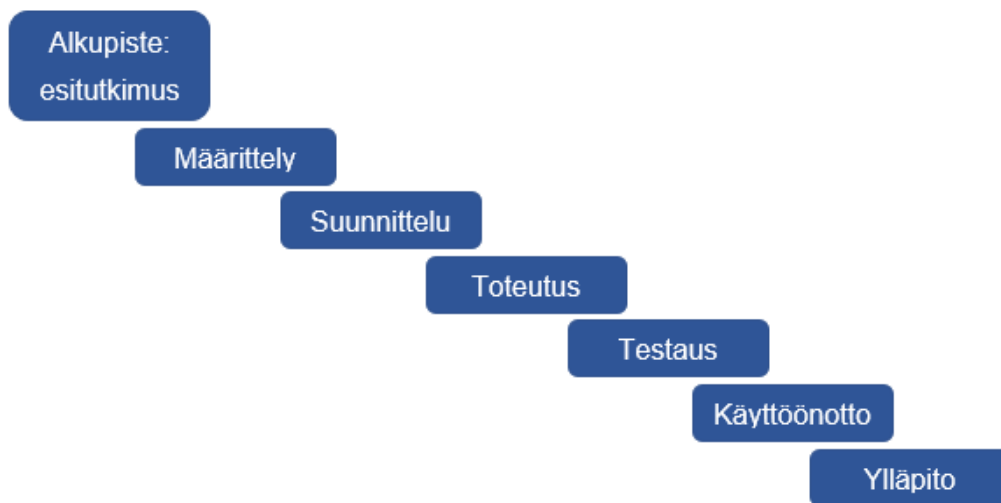 Alkupiste:
esitutkimus
Määrittely
Suunnittelu
Toteutus
Testaus
Käyttöönotto
Ylläpito